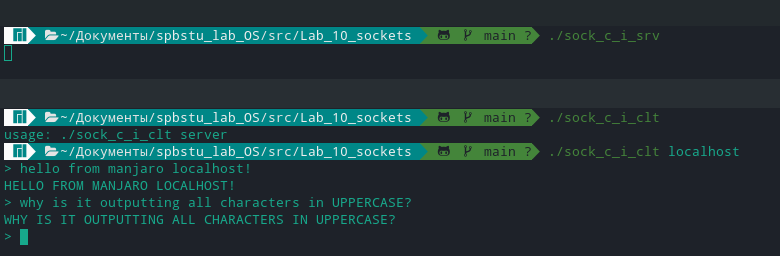 ~/Документы/spbstu_lab_OS/src/Lab_10_sockets main ? ./sock_c_i_srv
~/Документы/spbstu_lab_OS/src/Lab_10_sockets main ? ./sock_c_i_clt
usage: ./sock_c_i_clt server
~/Документы/spbstu_lab_OS/src/Lab_10_sockets main ? ./sock_c_i_clt localhost
> hello from manjaro localhost!
HELLO FROM MANJARO LOCALHOST!
> why is it outputting all characters in UPPERCASE?
WHY IS IT OUTPUTTING ALL CHARACTERS IN UPPERCASE?
>